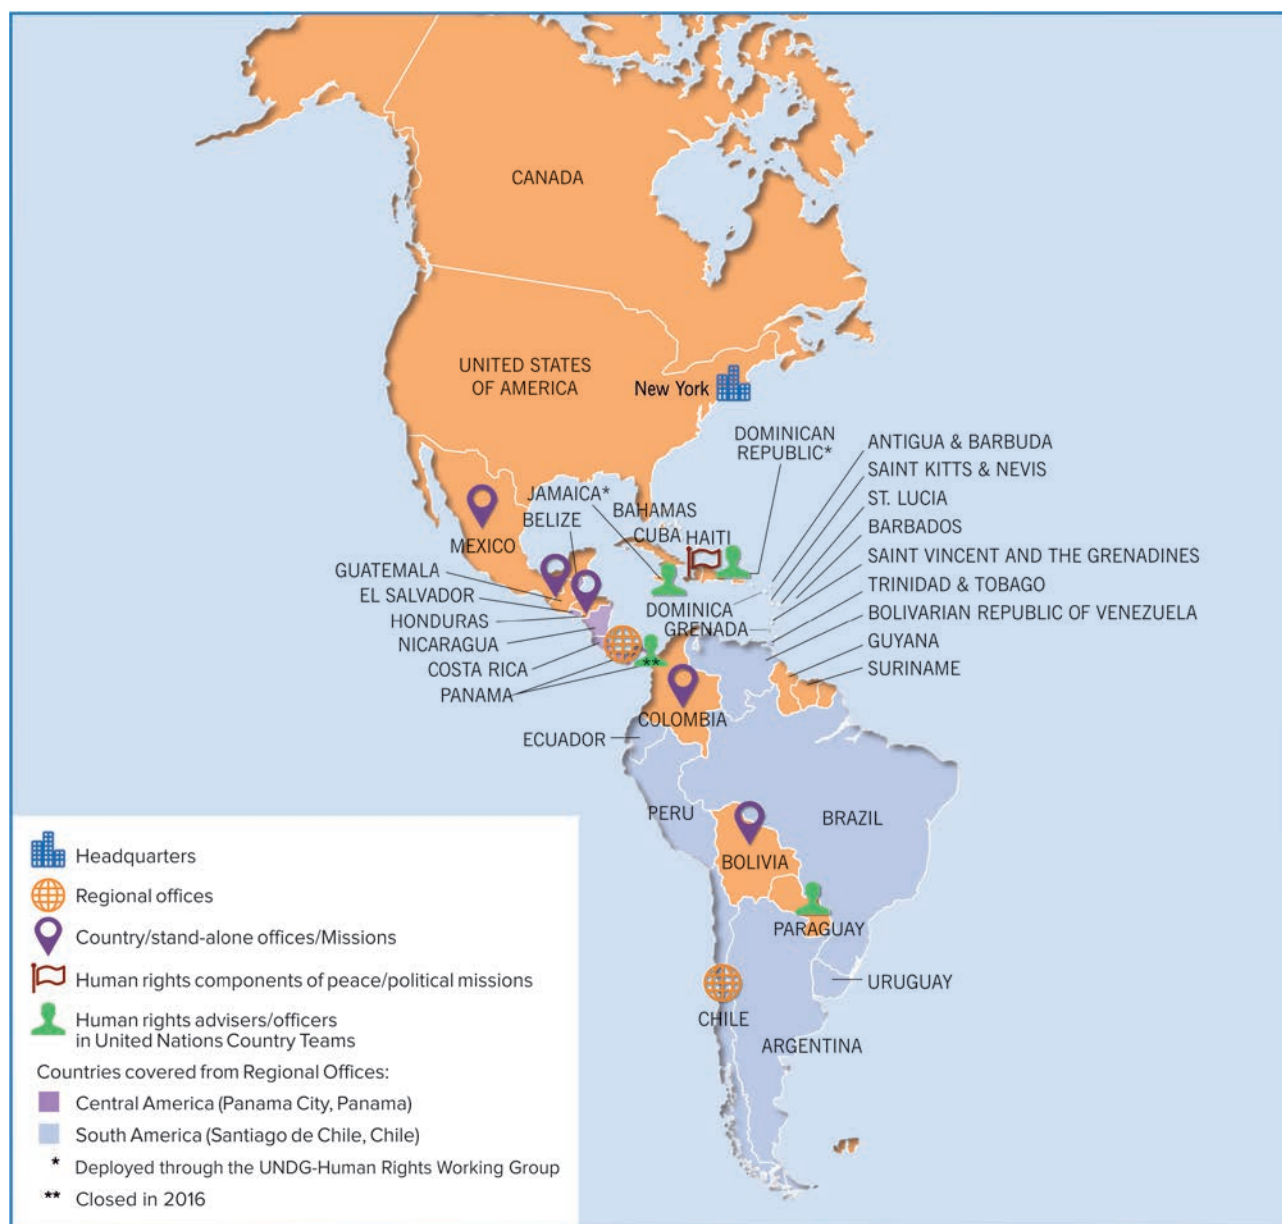 CANADA
UNITED STATES
OF AMERICA
New York
DOMINICAN
REPUBLIC*
ANTIGUA & BARBUDA
SAINT KITTS & NEVIS
ST. LUCIA
BARBADOS
SAINT VINCENT AND THE GRENADINES
TRINIDAD & TOBAGO
BOLIVARIAN REPUBLIC OF VENEZUELA
GUYANA
SURINAME
JAMAICA*
BAHAMAS
BELIZE
CUBA
HAITI
MEXICO
GUATEMALA
EL SALVADOR
HONDURAS
NICARAGUA
COSTA RICA
PANAMA
**
DOMINICA
GRENADA
COLOMBIA
ECUADOR
PERU
BRAZIL
BOLIVIA
PARAGUAY
URUGUAY
CHILE
ARGENTINA
Headquarters
Regional offices
Country/stand-alone offices/Missions
Human rights components of peace/political missions
Human rights advisers/officers
in United Nations Country Teams
Countries covered from Regional Offices:
Central America (Panama City, Panama)
South America (Santiago de Chile, Chile)
* Deployed through the UNDG-Human Rights Working Group
** Closed in 2016